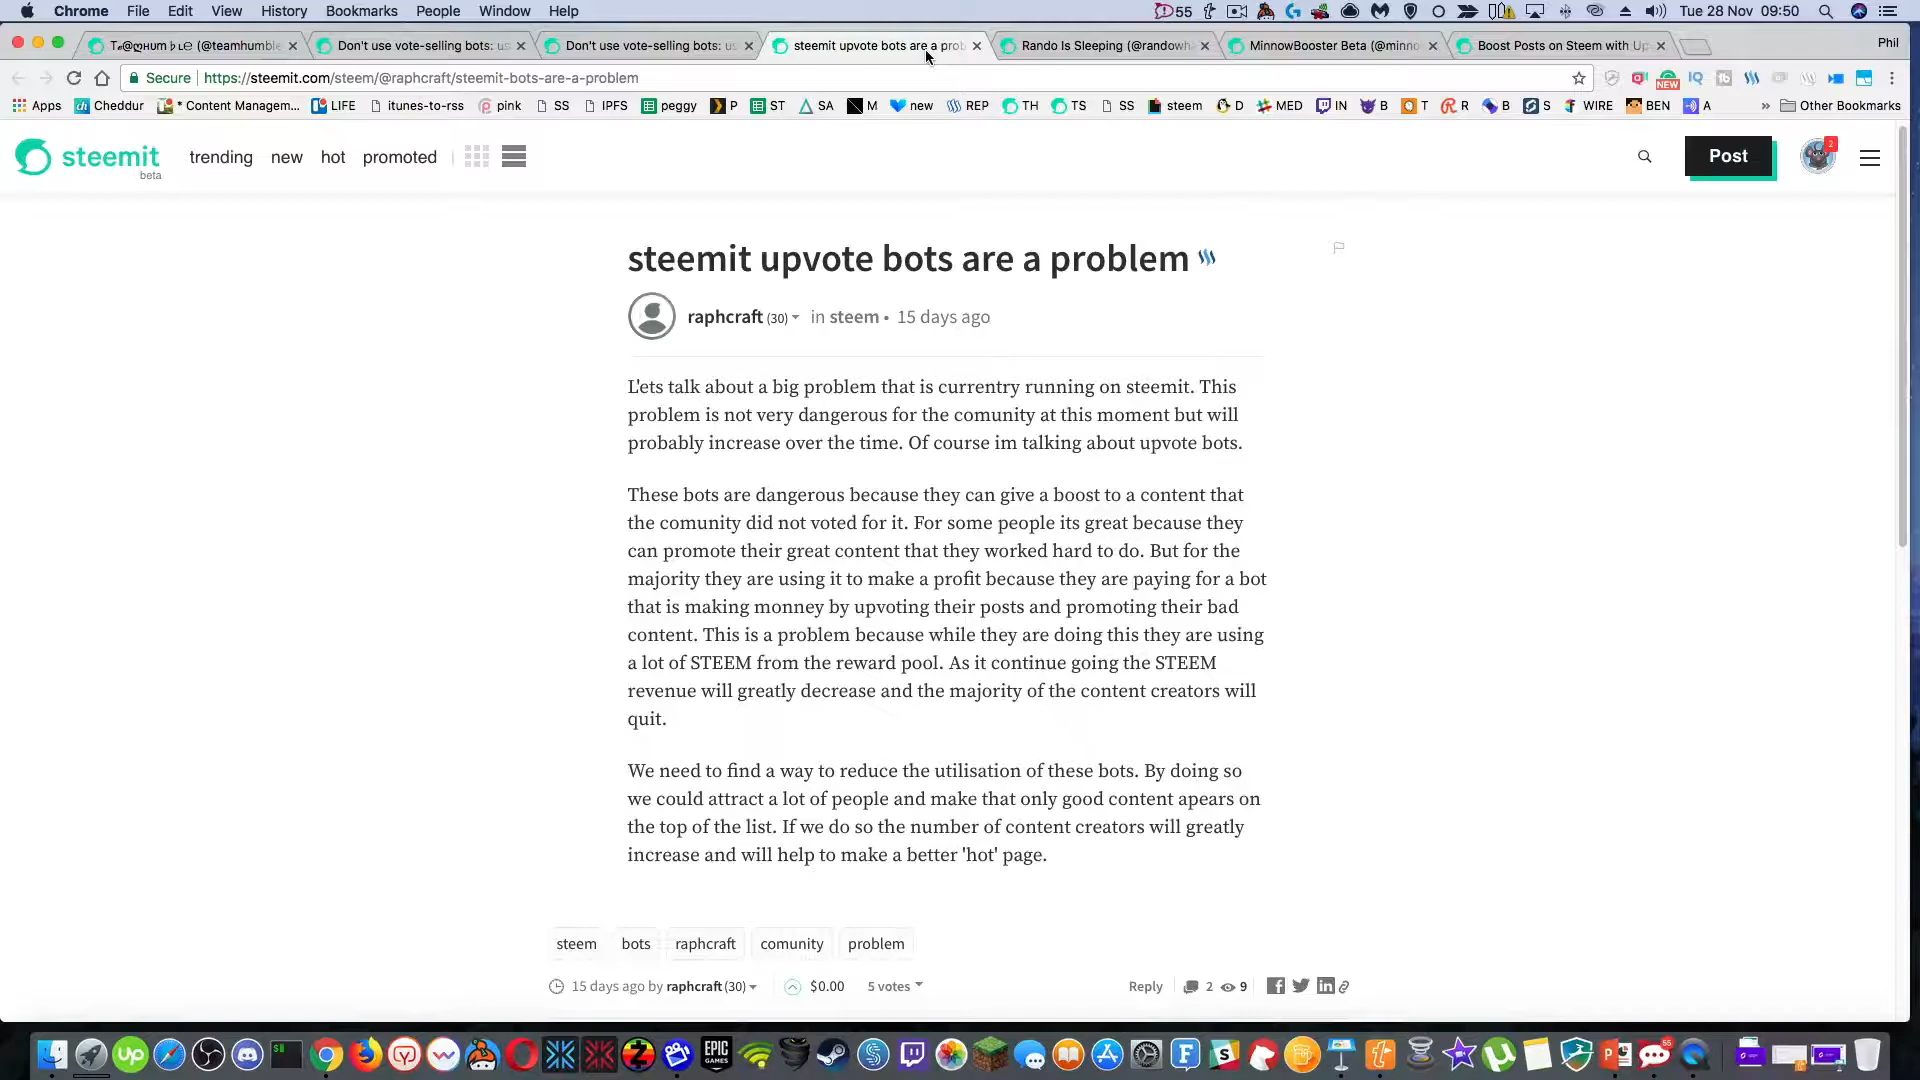 Chrome File Edit View History Bookmarks People Window Help 55 Tue 28 Nov 09:50
(@teamhumble Don't use vote-selling bots: us Don't use vote-selling bots: us steemit upvote bots are a prob Rando Is Sleeping (@randowha MinnowBooster Beta (@minno Boost Posts on Steem with Up Phil
Secure https://steemit.com/steem/@raphcraft/steemit-bots-are-a-problem NEW
Apps Cheddur * Content Managem... LIFE itunes-to-rss pink SS IPFS peggy P ST SA M new REP TH TS SS steem D MED IN B T R B S WIRE BEN A » Other Bookmarks
steemit trending new hot promoted Post 2
beta
steemit upvote bots are a problem
raphcraft (30) in steem • 15 days ago
L'ets talk about a big problem that is currentry running on steemit. This
problem is not very dangerous for the comunity at this moment but will
probably increase over the time. Of course im talking about upvote bots.
These bots are dangerous because they can give a boost to a content that
the comunity did not voted for it. For some people its great because they
can promote their great content that they worked hard to do. But for the
majority they are using it to make a profit because they are paying for a bot
that is making monney by upvoting their posts and promoting their bad
content. This is a problem because while they are doing this they are using
a lot of STEEM from the reward pool. As it continue going the STEEM
revenue will greatly decrease and the majority of the content creators will
quit.
We need to find a way to reduce the utilisation of these bots. By doing so
we could attract a lot of people and make that only good content apears on
the top of the list. If we do so the number of content creators will greatly
increase and will help to make a better 'hot' page.
steem bots raphcraft comunity problem
15 days ago by raphcraft (30) $0.00 5 votes Reply 2 9
up EPIC GAMES 55